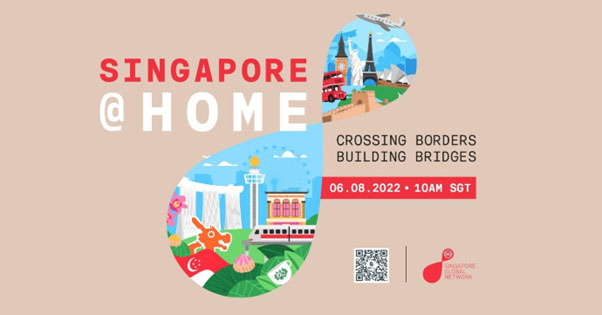 SINGAPORE
@HOME
CROSSING BORDERS
BUILDING BRIDGES
06.08.2022 • 10AM SGT
SINGAPORE
GLOBAL
NETWORK